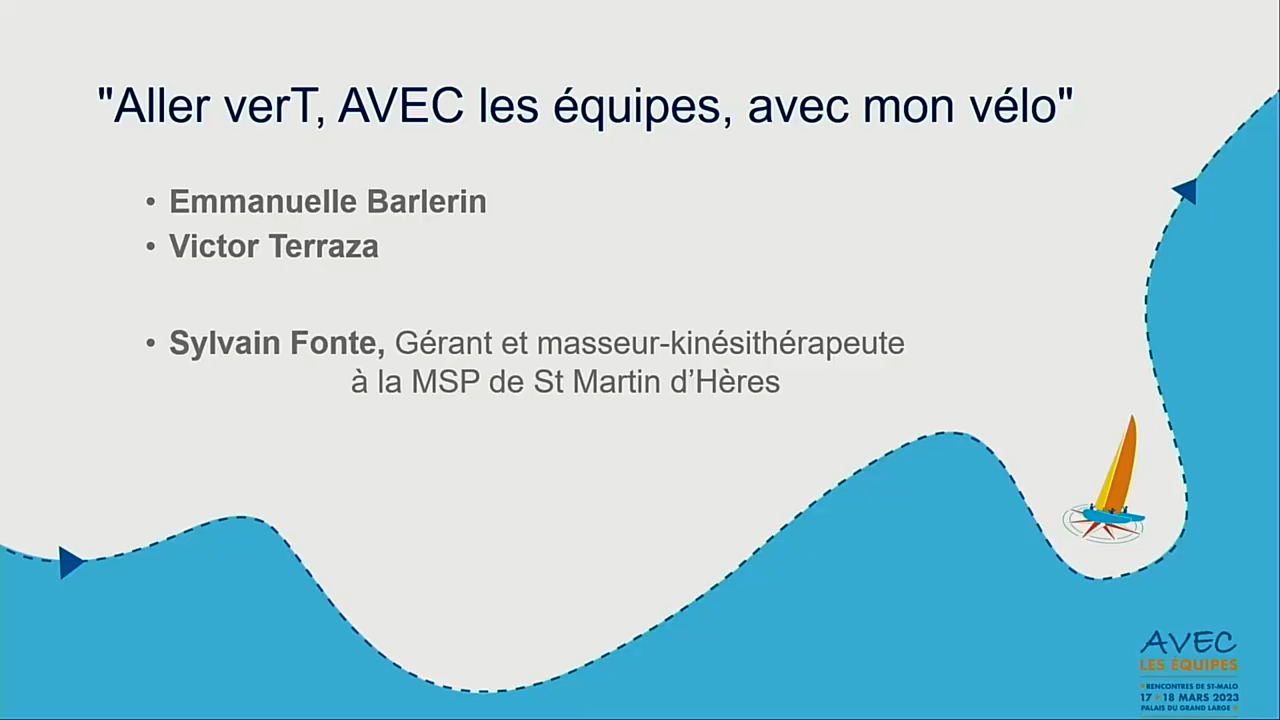 "Aller verT, AVEC les équipes, avec mon vélo"
• Emmanuelle Barlerin
• Victor Terraza
• Sylvain Fonte, Gérant et masseur-kinésithérapeute
à la MSP de St Martin d’Hères
AVEC
LES ÉQUIPES
RENCONTRES DE ST-MALO
17 18 MARS 2023
PALAIS DU GRAND LARGE